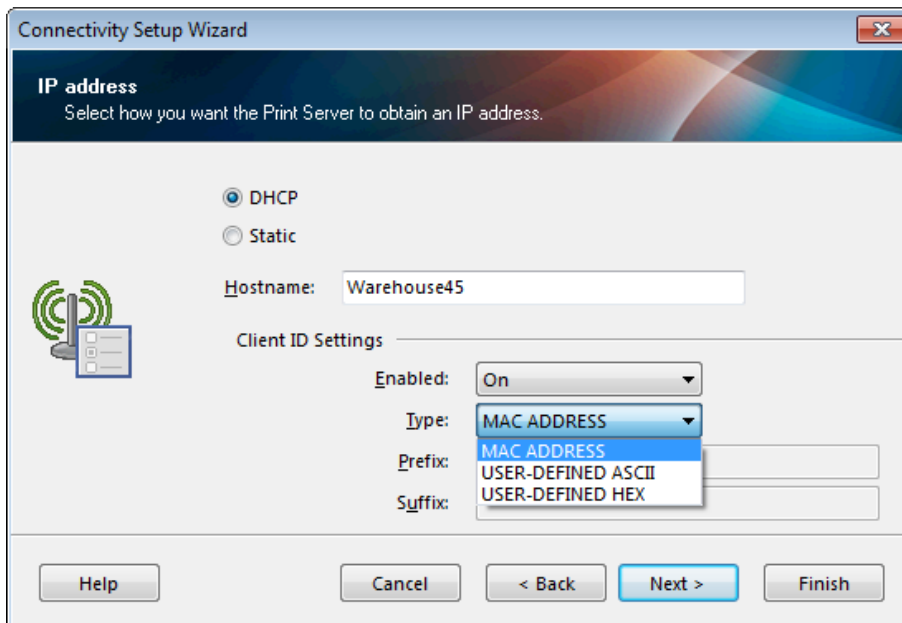 Connectivity Setup Wizard
IP address
Select how you want the Print Server to obtain an IP address.
DHCP
Static
Hostname: Warehouse45
Client ID Settings
Enabled: On
Type: MAC ADDRESS
MAC ADDRESS
Prefix:
USER-DEFINED ASCII
USER-DEFINED HEX
Suffix:
Help Cancel < Back Next > Finish